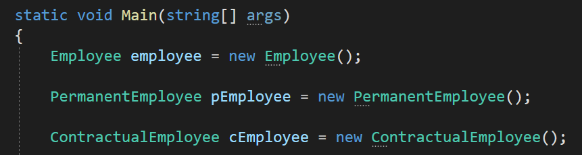 static void Main(string[] args)
{
Employee employee = new Employee();
PermanentEmployee pEmployee = new PermanentEmployee();
ContractualEmployee cEmployee = new ContractualEmployee();